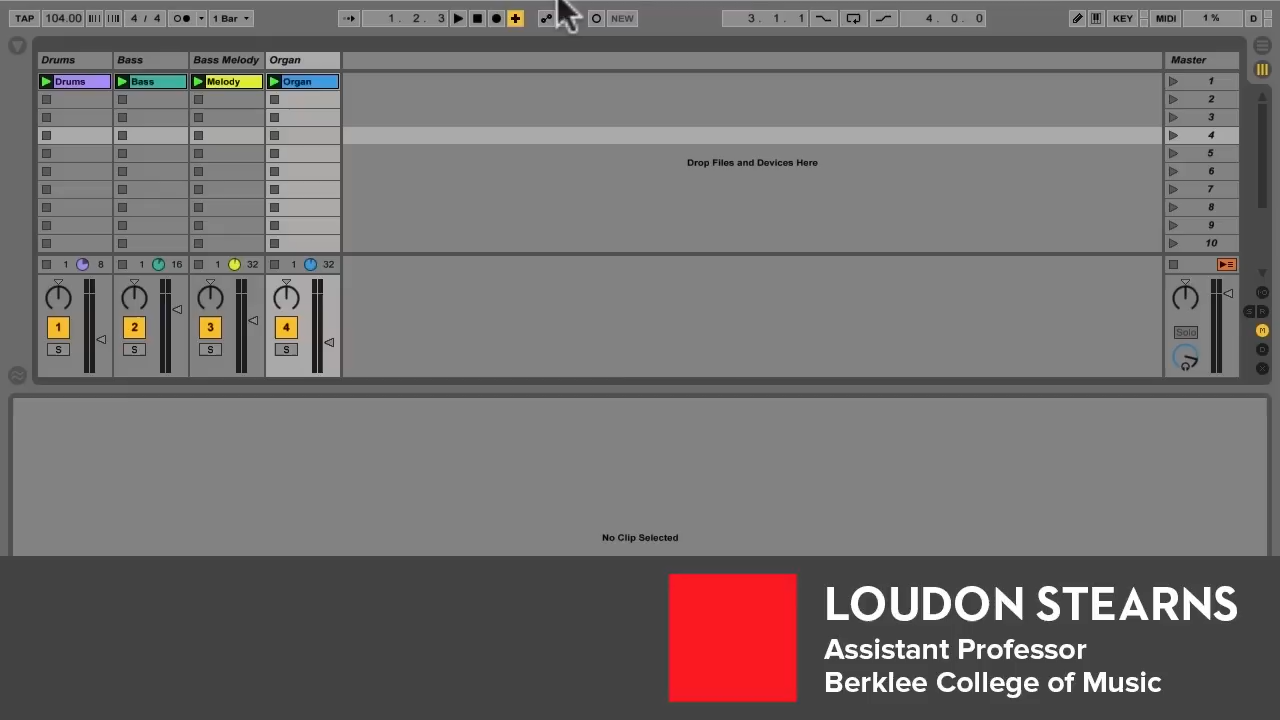 TAP 104.00 4 / 4 1 Bar 1. 2. 3 NEW 3. 1. 1 4. 0. 0 KEY MIDI 1 % D
Drums Bass Bass Melody Organ Master
Drums Bass Melody Organ 1
2
3
4
5
Drop Files and Devices Here
6
7
8
9
10
1 8 1 16 1 32 1 32
S R
1 2 3 4 Solo M
S S S S D
X
No Clip Selected
LOUDON STEARNS
Assistant Professor
Berklee College of Music